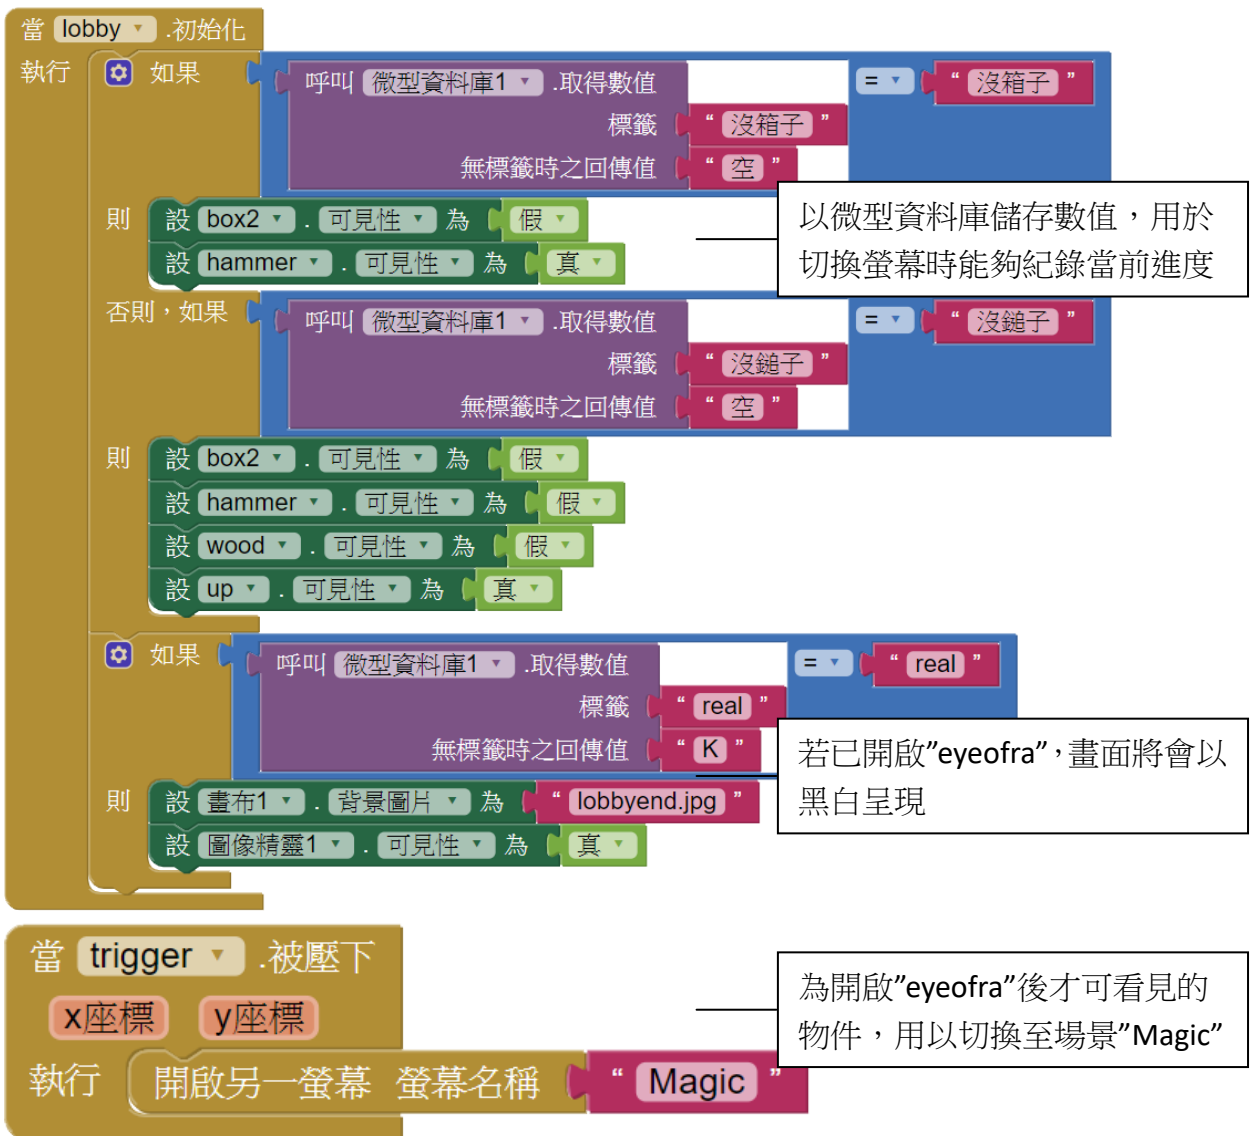 當 lobby .初始化
執行 如果 呼叫 微型資料庫1 .取得數值 = “ 沒箱子 ”
標籤 “ 沒箱子 ”
無標籤時之回傳值 “ 空 ”
則 設 box2 . 可見性 為 假
設 hammer . 可見性 為 真
以微型資料庫儲存數值，用於
切換螢幕時能夠紀錄當前進度
否則，如果 呼叫 微型資料庫1 .取得數值 = “ 沒鎚子 ”
標籤 “ 沒鎚子 ”
無標籤時之回傳值 “ 空 ”
則 設 box2 . 可見性 為 假
設 hammer . 可見性 為 假
設 wood . 可見性 為 假
設 up . 可見性 為 真
如果 呼叫 微型資料庫1 .取得數值 = “ real ”
標籤 “ real ”
無標籤時之回傳值 “ K ”
則 設 畫布1 . 背景圖片 為 “ lobbyend.jpg ”
設 圖像精靈1 . 可見性 為 真
若已開啟”eyeofra”，畫面將會以
黑白呈現
當 trigger .被壓下
x座標 y座標
執行 開啟另一螢幕 螢幕名稱 “ Magic ”
為開啟”eyeofra”後才可看見的
物件，用以切換至場景”Magic”